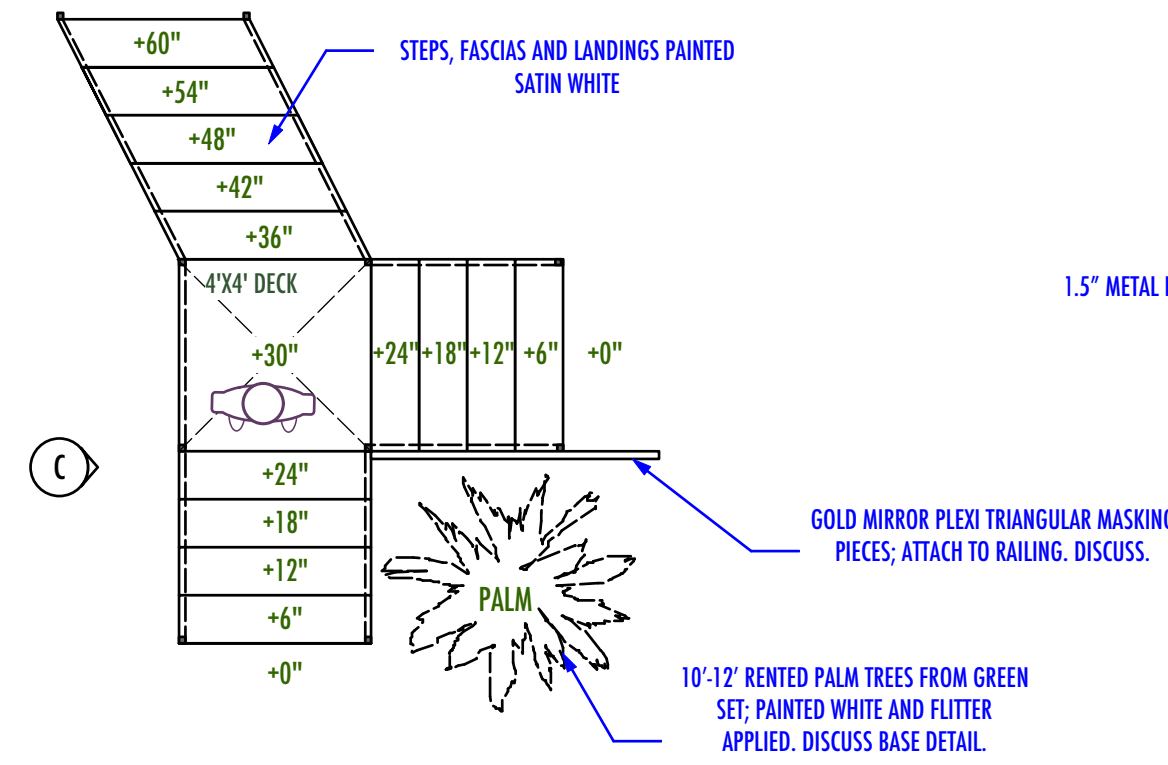 +60"
STEPS, FASCIAS AND LANDINGS PAINTED
SATIN WHITE
+54"
+48"
+42"
+36"
4'X4' DECK
1.5” METAL
+30"
+24" +18" +12" +6" +0"
C
+24"
+18"
+12"
+6"
+0"
GOLD MIRROR PLEXI TRIANGULAR MASKING
PIECES; ATTACH TO RAILING. DISCUSS.
PALM
10’-12’ RENTED PALM TREES FROM GREEN
SET; PAINTED WHITE AND FLITTER
APPLIED. DISCUSS BASE DETAIL.